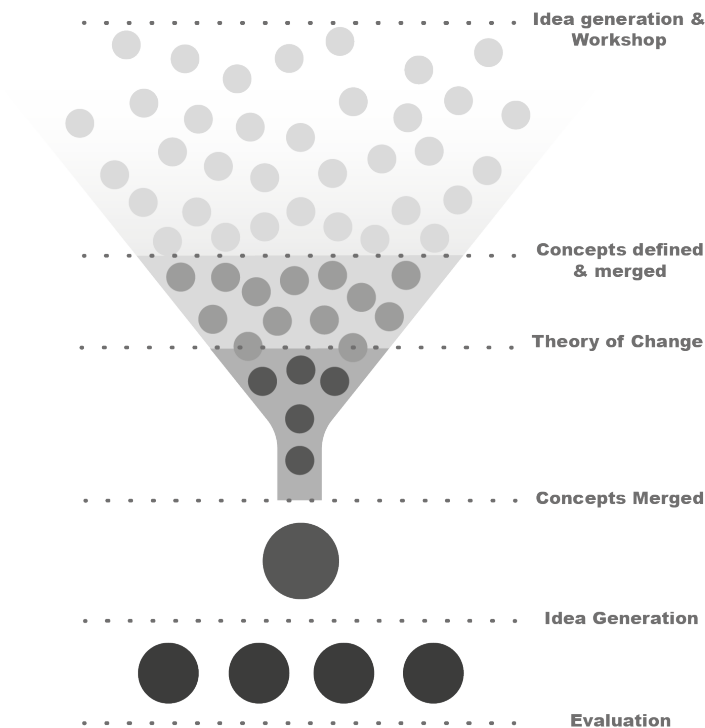 Idea generation &
Workshop
Concepts defined
& merged
Theory of Change
Concepts Merged
Idea Generation
Evaluation